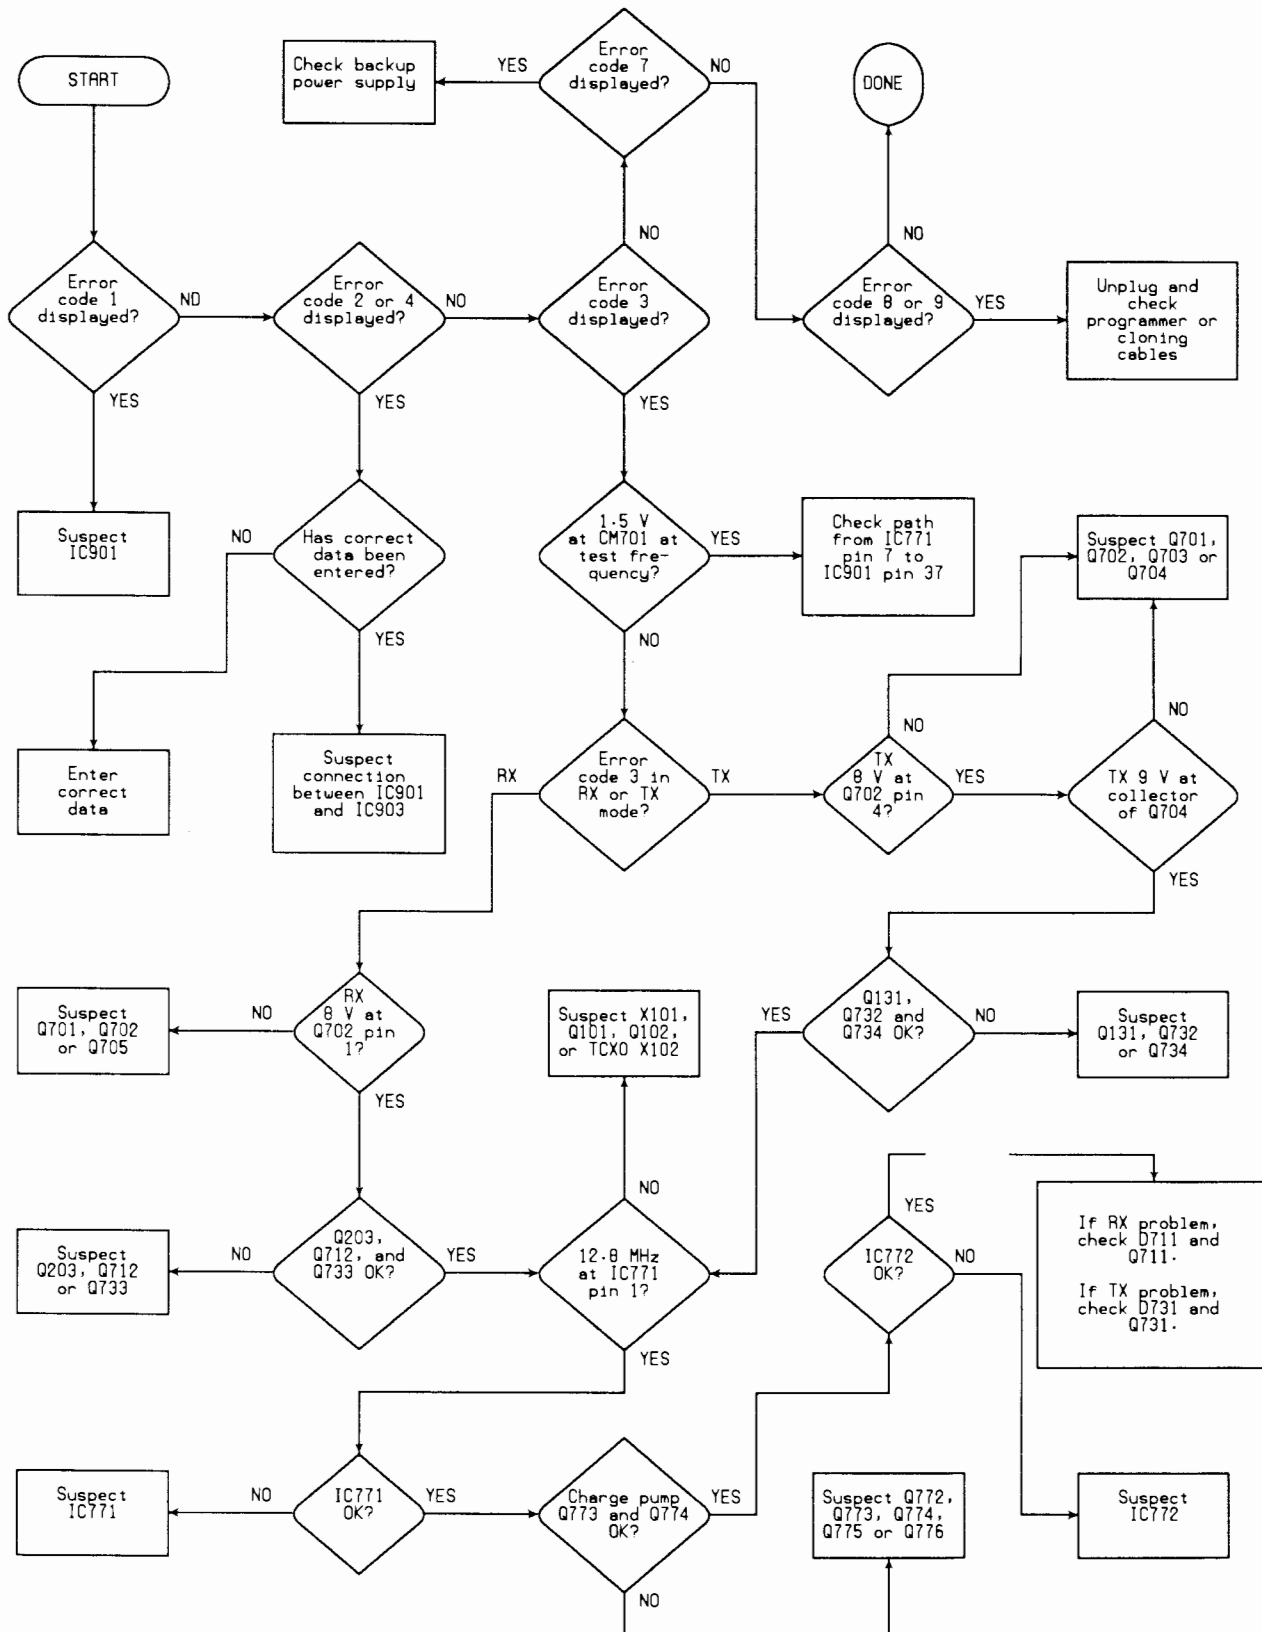 START
Check backup
power supply
YES
Error
code 7
displayed?
NO
DONE
Error
code 1
displayed?
NO
YES
Error
code 2 or 4
displayed?
NO
YES
NO
Error
code 3
displayed?
YES
NO
Error
code 8 or 9
displayed?
YES
Unplug and
check
programmer or
cloning
cables
Suspect
IC901
NO
Has correct
data been
entered?
YES
1.5 V
at CM701 at
test fre-
quency?
YES
NO
Check path
from IC771
pin 7 to
IC901 pin 37
Suspect Q701,
Q702, Q703 or
Q704
Enter
correct
data
Suspect
connection
between IC901
and IC903
RX
Error
code 3 in
RX or TX
mode?
TX
NO
TX
8 V at
Q702 pin
4?
YES
NO
TX 9 V at
collector
of Q704
YES
Suspect
Q701, Q702
or Q705
NO
RX
8 V at
Q702 pin
1?
YES
Suspect X101,
Q101, Q102,
or TCXO X102
YES
Q131,
Q732 and
Q734 OK?
NO
Suspect
Q131, Q732
or Q734
Suspect
Q203, Q712
or Q733
NO
Q203,
Q712, and
Q733 OK?
YES
NO
12.8 MHz
at IC771
pin 1?
YES
YES
IC772
OK?
NO
If RX problem,
check D711 and
Q711.
If TX problem,
check D731 and
Q731.
Suspect
IC771
NO
IC771
OK?
YES
Charge pump
Q773 and Q774
OK?
YES
NO
Suspect Q772,
Q773, Q774,
Q775 or Q776
Suspect
IC772